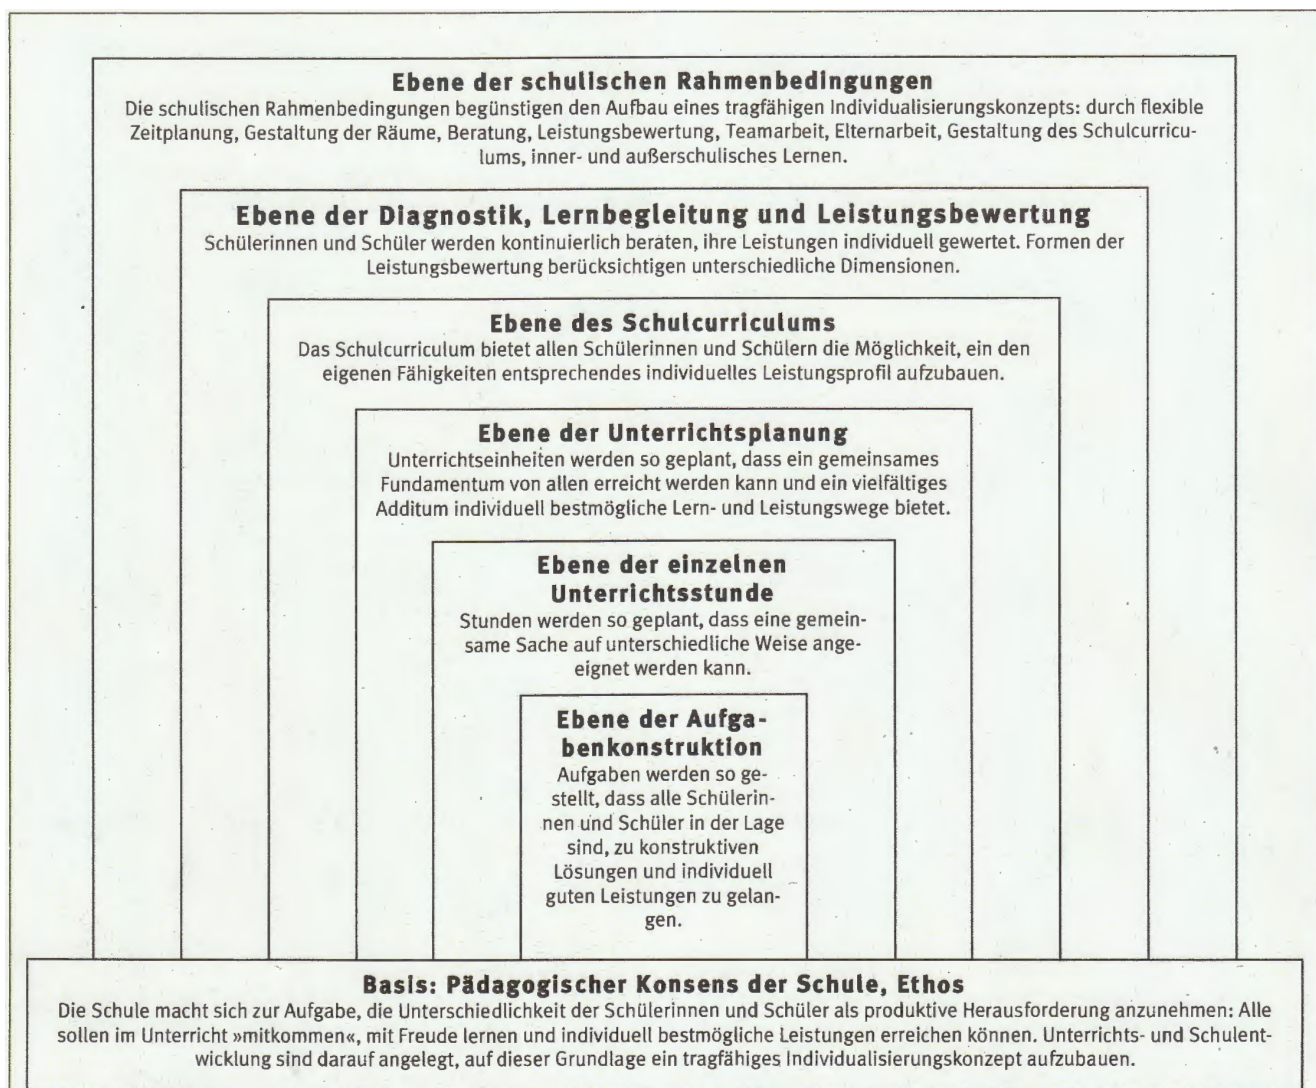 Ebene der schulischen Rahmenbedingungen
Die schulischen Rahmenbedingungen begünstigen den Aufbau eines tragfähigen Individualisierungskonzepts: durch flexible
Zeitplanung, Gestaltung der Räume, Beratung, Leistungsbewertung, Teamarbeit, Elternarbeit, Gestaltung des Schulcurricu-
lums, inner- und außerschulisches Lernen.
Ebene der Diagnostik, Lernbegleitung und Leistungsbewertung
Schülerinnen und Schüler werden kontinuierlich beraten, ihre Leistungen individuell gewertet. Formen der
Leistungsbewertung berücksichtigen unterschiedliche Dimensionen.
Ebene des Schulcurriculums
Das Schulcurriculum bietet allen Schülerinnen und Schülern die Möglichkeit, ein den
eigenen Fähigkeiten entsprechendes individuelles Leistungsprofil aufzubauen.
Ebene der Unterrichtsplanung
Unterrichtseinheiten werden so geplant, dass ein gemeinsames
Fundamentum von allen erreicht werden kann und ein vielfältiges
Additum individuell bestmögliche Lern- und Leistungswege bietet.
Ebene der einzelnen
Unterrichtsstunde
Stunden werden so geplant, dass eine gemein-
same Sache auf unterschiedliche Weise ange-
eignet werden kann.
Ebene der Aufga-
benkonstruktion
Aufgaben werden so ge-
stellt, dass alle Schülerin-
nen und Schüler in der Lage
sind, zu konstruktiven
Lösungen und individuell
guten Leistungen zu gelan-
gen.
Basis: Pädagogischer Konsens der Schule, Ethos
Die Schule macht sich zur Aufgabe, die Unterschiedlichkeit der Schülerinnen und Schüler als produktive Herausforderung anzunehmen: Alle
sollen im Unterricht »mitkommen«, mit Freude lernen und individuell bestmögliche Leistungen erreichen können. Unterrichts- und Schulent-
wicklung sind darauf angelegt, auf dieser Grundlage ein tragfähiges Individualisierungskonzept aufzubauen.